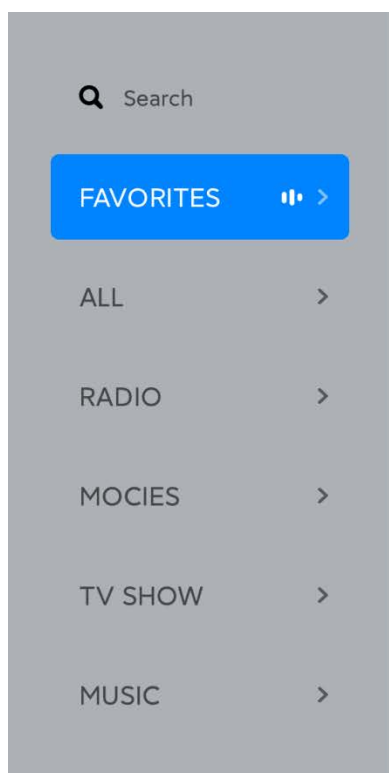 Search
FAVORITES
ALL
RADIO
MOCIES
TV SHOW
MUSIC